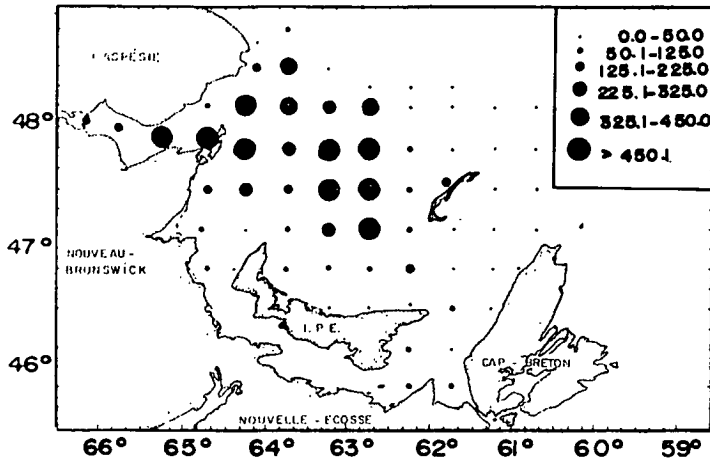 GASPÉSIE
0.0-50.0
50.1-125.0
125.1-225.0
225.1-325.0
325.1-450.0
> 450.1
48°
47°
46°
NOUVEAU-
BRUNSWICK
I.P.E.
CAP-BRETON
NOUVELLE-ECOSSE
66° 65° 64° 63° 62° 61° 60° 59°